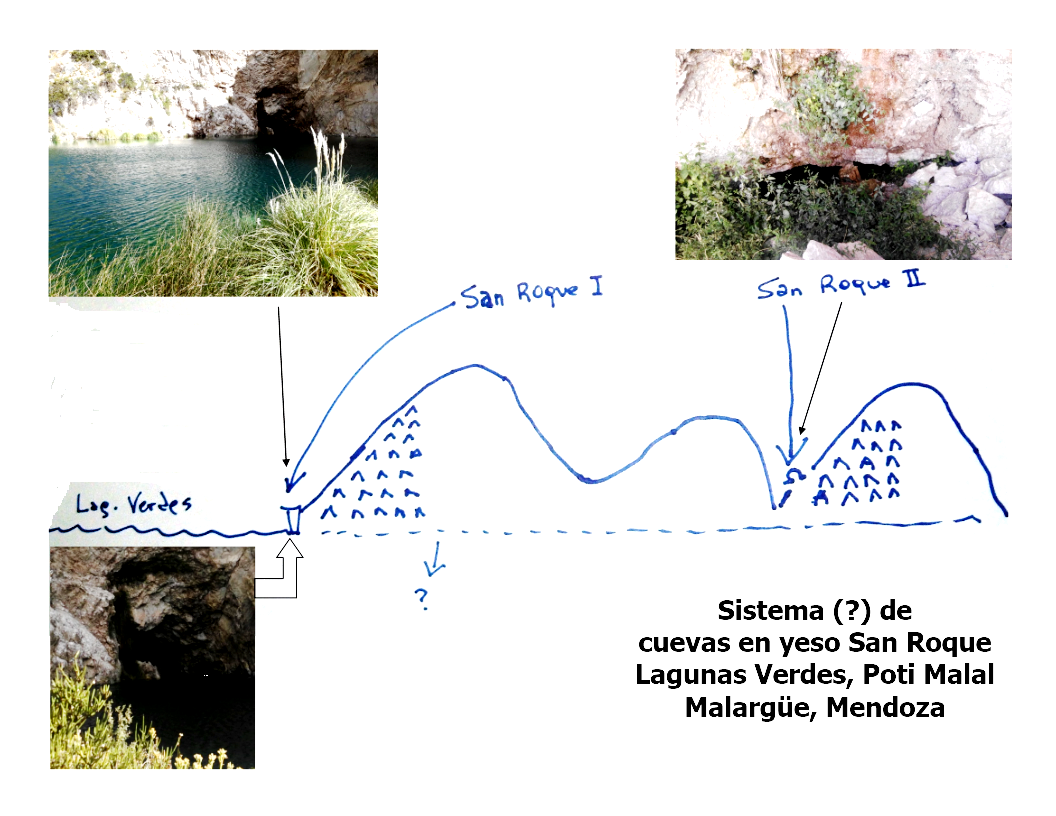 San Roque I
San Roque II
Lag. Verdes
?
Sistema (?) de
cuevas en yeso San Roque
Lagunas Verdes, Poti Malal
Malargüe, Mendoza